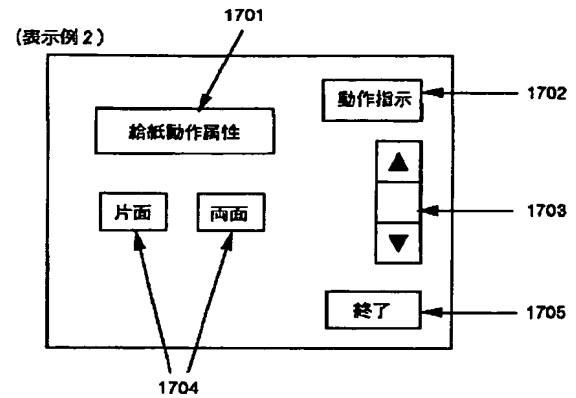 1701
(表示例2)
動作指示
1702
給紙動作属性
▲
1703
片面
両面
▼
終了
1705
1704